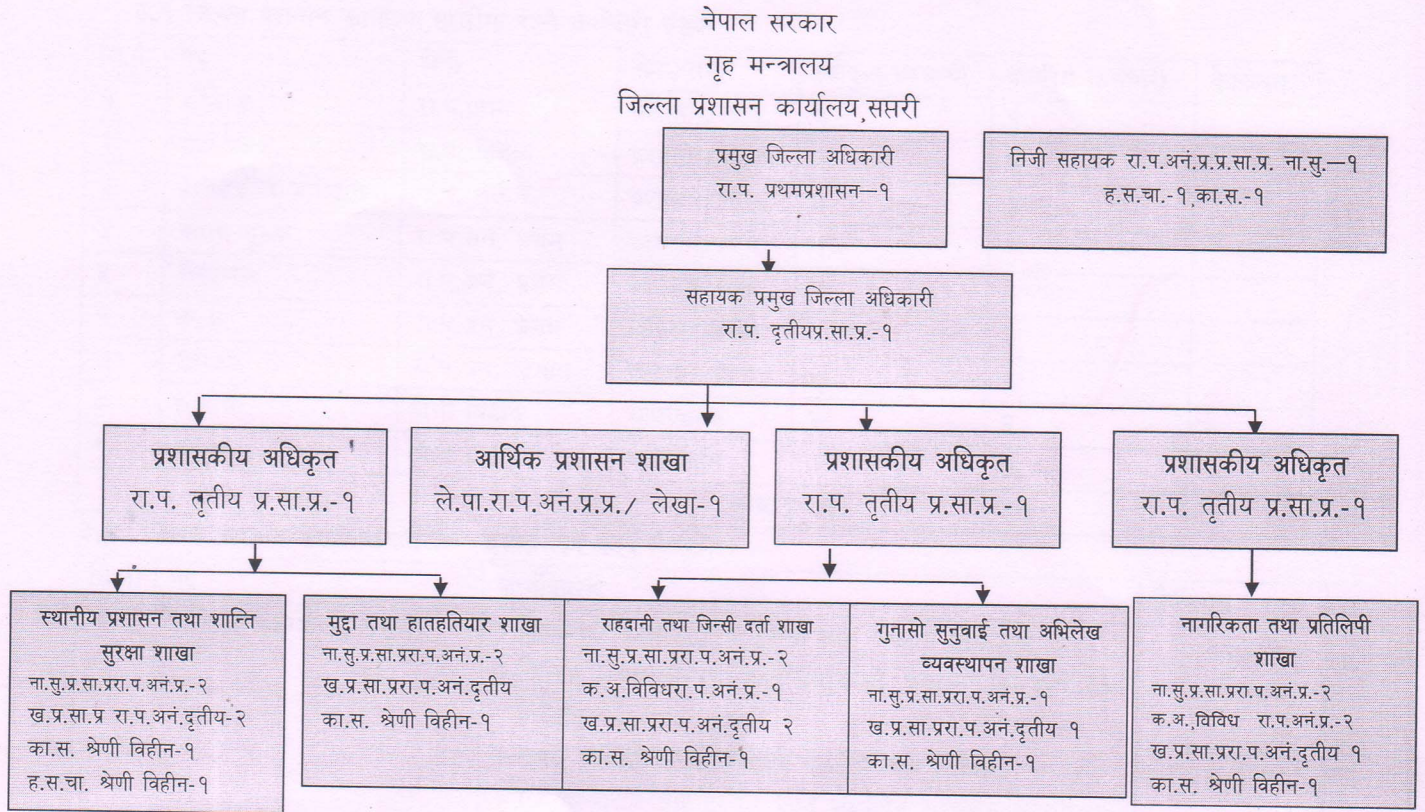 नेपाल सरकार
गृह मन्त्रालय
जिल्ला प्रशासन कार्यालय,सप्तरी
प्रमुख जिल्ला अधिकारी
रा.प. प्रथमप्रशासन—१
निजी सहायक रा.प.अनं.प्र.प्र.सा.प्र. ना.सु.—१
ह.स.चा.-१,का.स.-१
सहायक प्रमुख जिल्ला अधिकारी
रा.प. दृतीयप्र.सा.प्र.-१
प्रशासकीय अधिकृत
रा.प. तृतीय प्र.सा.प्र.-१
आर्थिक प्रशासन शाखा
ले.पा.रा.प.अनं.प्र.प्र./ लेखा-१
प्रशासकीय अधिकृत
रा.प. तृतीय प्र.सा.प्र.-१
प्रशासकीय अधिकृत
रा.प. तृतीय प्र.सा.प्र.-१
स्थानीय प्रशासन तथा शान्ति
सुरक्षा शाखा
ना.सु.प्र.सा.प्ररा.प.अनं.प्र.-२
ख.प्र.सा.प्र रा.प.अनं.दृतीय-२
का.स. श्रेणी विहीन-१
ह.स.चा. श्रेणी विहीन-१
मुद्दा तथा हातहतियार शाखा
ना.सु.प्र.सा.प्ररा.प.अनं.प्र.-२
ख.प्र.सा.प्ररा.प.अनं.दृतीय
का.स. श्रेणी विहीन-१
राहदानी तथा जिन्सी दर्ता शाखा
ना.सु.प्र.सा.प्ररा.प.अनं.प्र.-२
क.अ.विविधरा.प.अनं.प्र.-१
ख.प्र.सा.प्ररा.प.अनं.दृतीय २
का.स. श्रेणी विहीन-१
गुनासो सुनुवाई तथा अभिलेख
व्यवस्थापन शाखा
ना.सु.प्र.सा.प्ररा.प.अनं.प्र.-१
ख.प्र.सा.प्ररा.प.अनं.दृतीय १
का.स. श्रेणी विहीन-१
नागरिकता तथा प्रतिलिपी
शाखा
ना.सु.प्र.सा.प्ररा.प.अनं.प्र.-२
क.अ.,विविध रा.प.अनं.प्र.-२
ख.प्र.सा.प्ररा.प.अनं.दृतीय १
का.स. श्रेणी विहीन-१